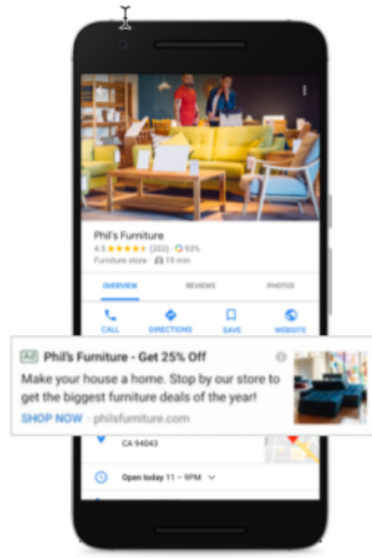 Phil's Furniture
4.5 (202) · 93%
Furniture store · 19 min
OVERVIEW REVIEWS PHOTOS
CALL DIRECTIONS SAVE WEBSITE
Ad Phil's Furniture - Get 25% Off
Make your house a home. Stop by our store to
get the biggest furniture deals of the year!
SHOP NOW · philsfurniture.com
CA 94043
Open today 11 – 9PM